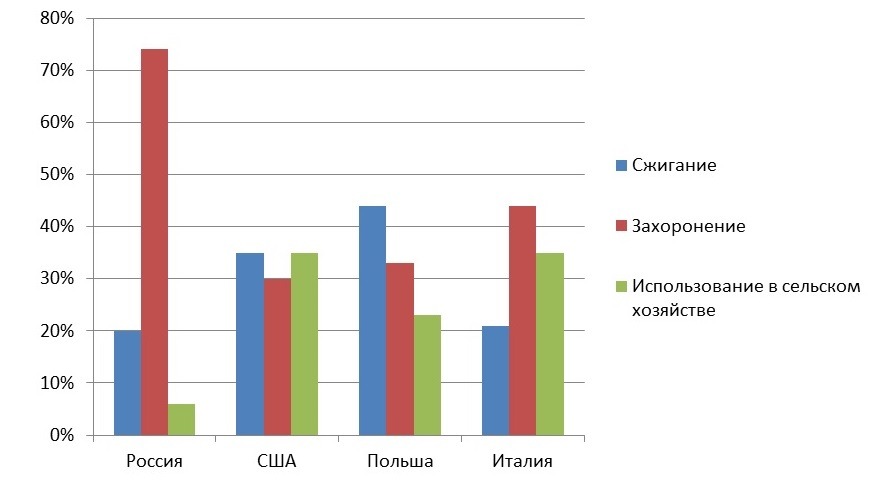 80%
70%
60%
50%
40%
30%
20%
10%
0%
Россия
США
Польша
Италия
Сжигание
Захоронение
Использование в сельском
хозяйстве